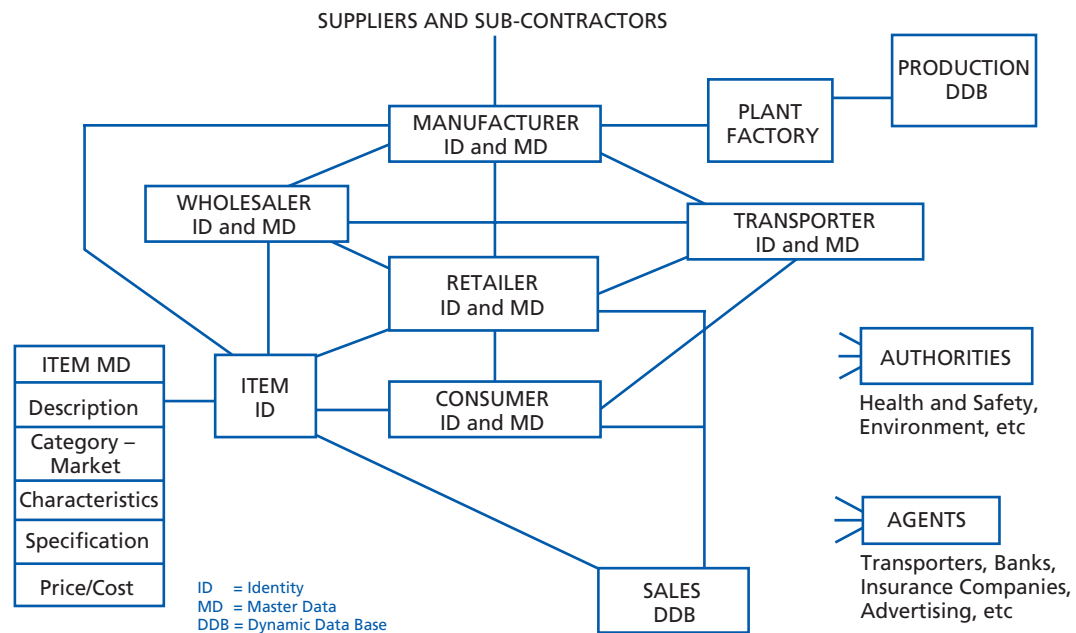 SUPPLIERS AND SUB-CONTRACTORS
PRODUCTION
DDB
PLANT
FACTORY
MANUFACTURER
ID and MD
WHOLESALER
ID and MD
TRANSPORTER
ID and MD
RETAILER
ID and MD
ITEM MD
Description
Category –
Market
Characteristics
Specification
Price/Cost
ITEM
ID
CONSUMER
ID and MD
AUTHORITIES
Health and Safety,
Environment, etc
AGENTS
Transporters, Banks,
Insurance Companies,
Advertising, etc
SALES
DDB
ID = Identity
MD = Master Data
DDB = Dynamic Data Base